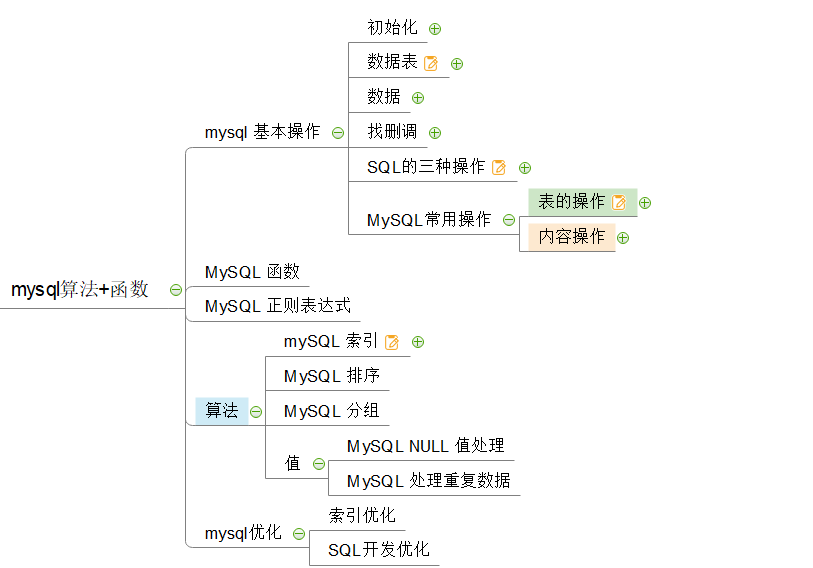 初始化
数据表
数据
找删调
mysql 基本操作
SQL的三种操作
表的操作
MySQL常用操作
内容操作
MySQL 函数
mysql算法+函数
MySQL 正则表达式
mySQL 索引
MySQL 排序
算法
MySQL 分组
MySQL NULL 值处理
值
MySQL 处理重复数据
索引优化
mysql优化
SQL开发优化